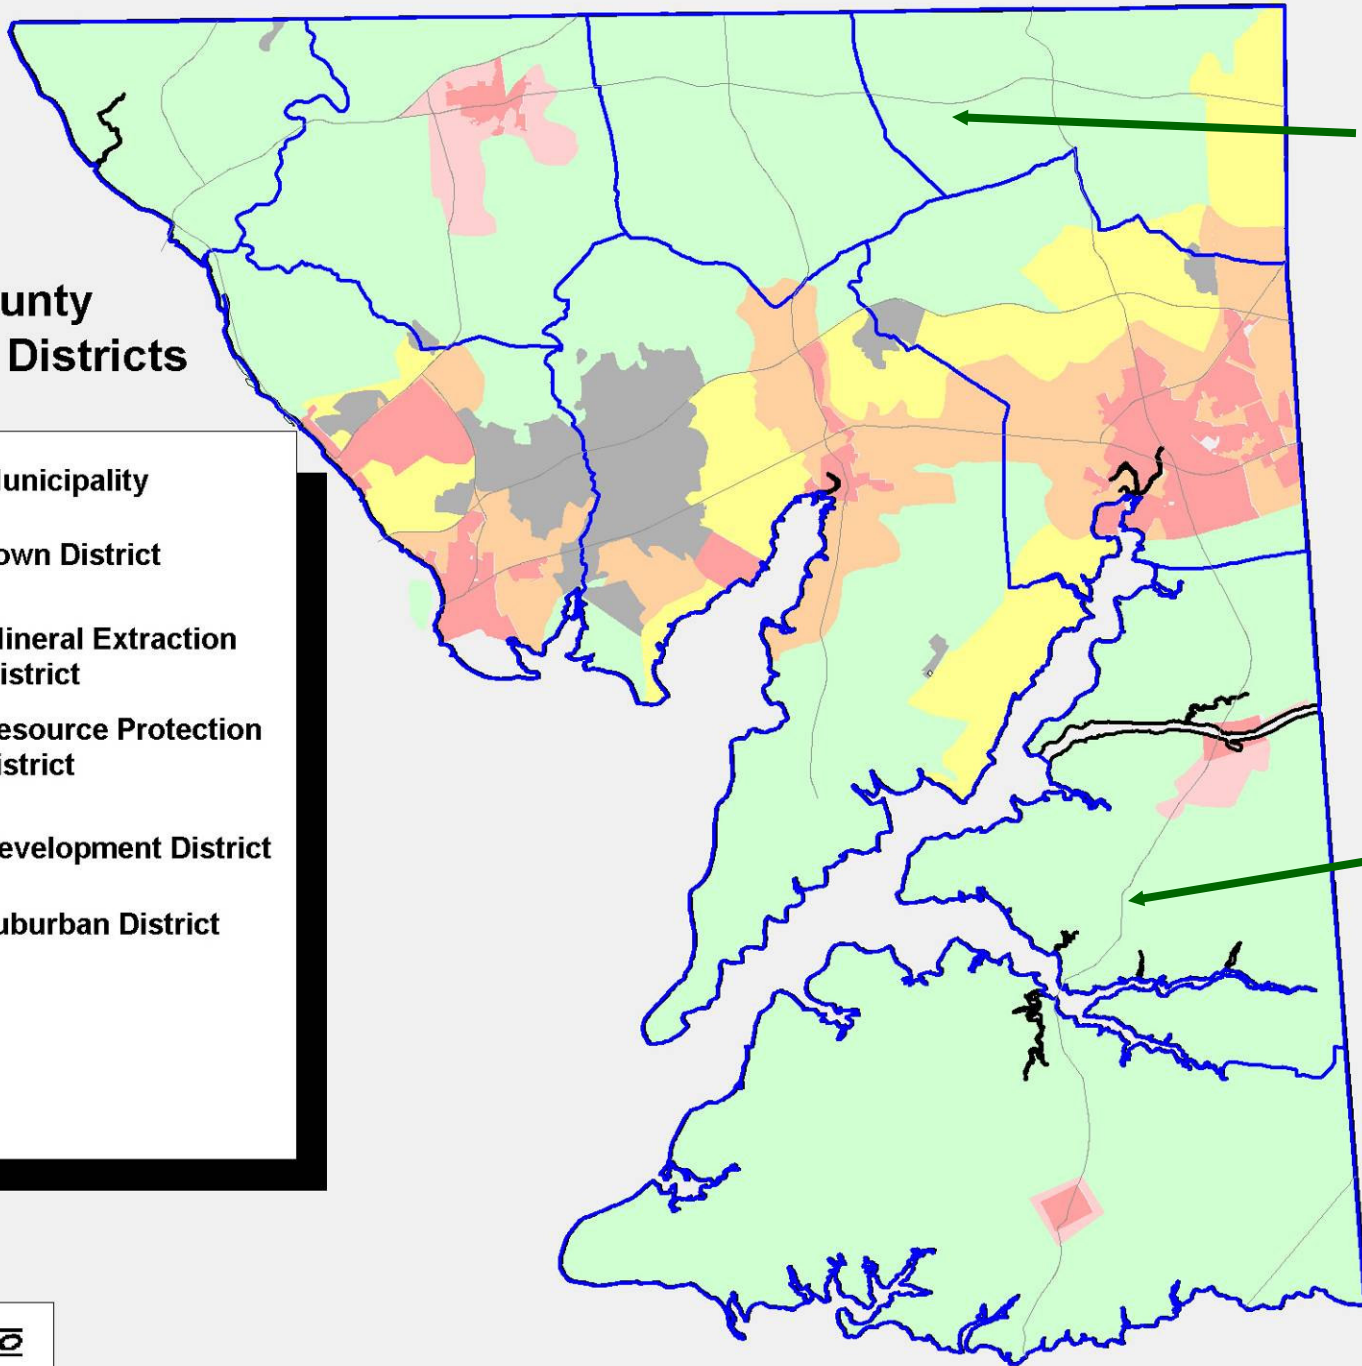 unty
Districts
unicipality
own District
ineral Extraction
istrict
esource Protection
istrict
evelopment District
uburban District